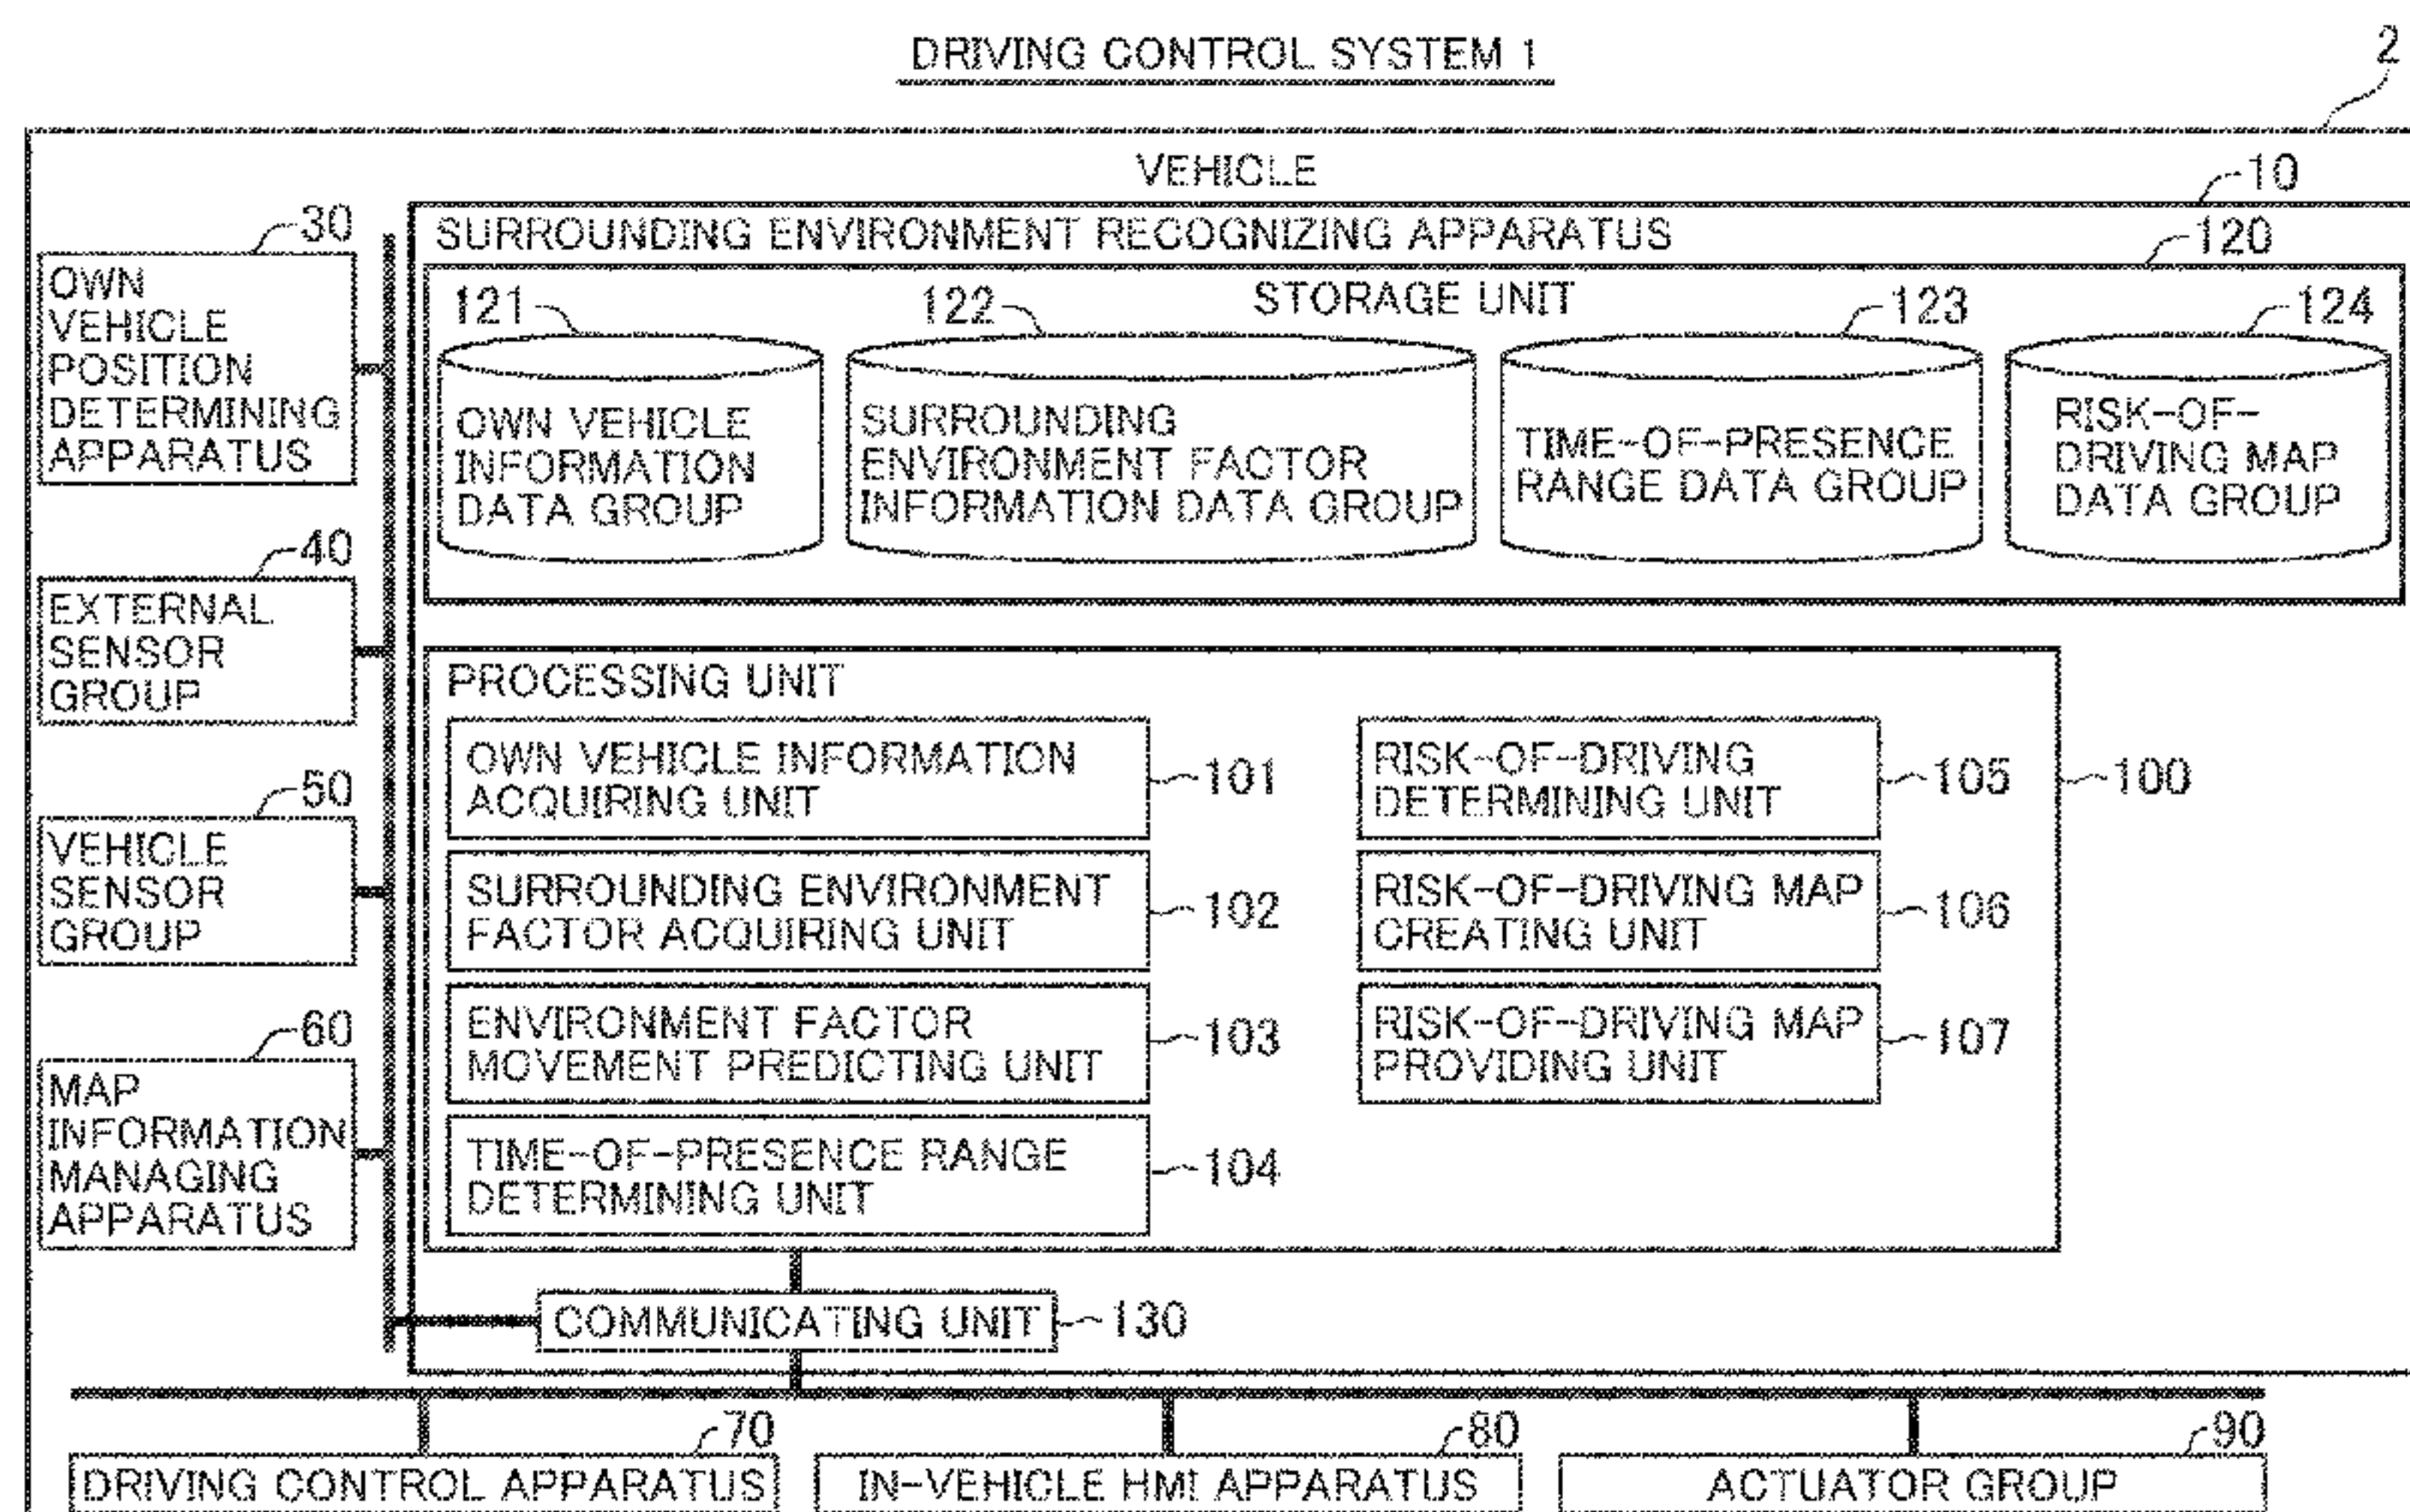 DRIVING CONTROL SYSTEM 1
2
VEHICLE
10
30
OWN
VEHICLE
POSITION
DETERMINING
APPARATUS
40
EXTERNAL
SENSOR
GROUP
50
VEHICLE
SENSOR
GROUP
60
MAP
INFORMATION
MANAGING
APPARATUS
SURROUNDING ENVIRONMENT RECOGNIZING APPARATUS
120
STORAGE UNIT
121
OWN VEHICLE
INFORMATION
DATA GROUP
122
SURROUNDING
ENVIRONMENT FACTOR
INFORMATION DATA GROUP
123
TIME-OF-PRESENCE
RANGE DATA GROUP
124
RISK-OF-
DRIVING MAP
DATA GROUP
PROCESSING UNIT
100
OWN VEHICLE INFORMATION
ACQUIRING UNIT
101
SURROUNDING ENVIRONMENT
FACTOR ACQUIRING UNIT
102
ENVIRONMENT FACTOR
MOVEMENT PREDICTING UNIT
103
TIME-OF-PRESENCE RANGE
DETERMINING UNIT
104
RISK-OF-DRIVING
DETERMINING UNIT
105
RISK-OF-DRIVING MAP
CREATING UNIT
106
RISK-OF-DRIVING MAP
PROVIDING UNIT
107
COMMUNICATING UNIT
130
70
DRIVING CONTROL APPARATUS
80
IN-VEHICLE HMI APPARATUS
90
ACTUATOR GROUP